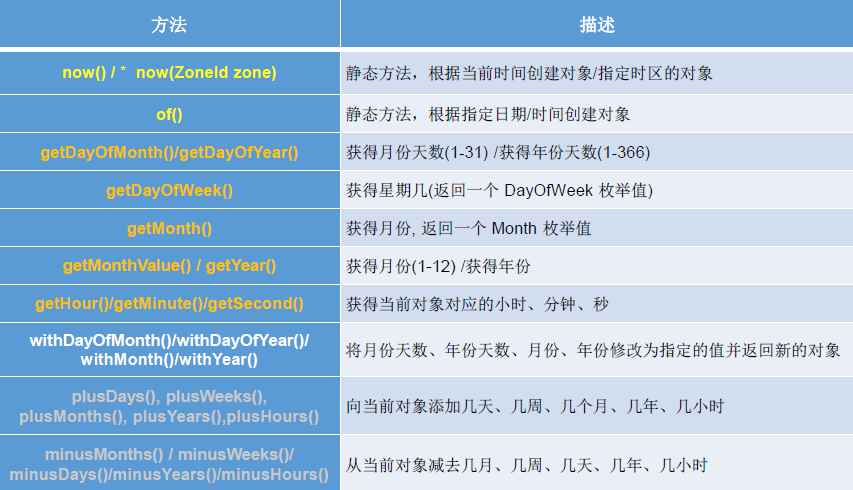 方法
描述
now() / * now(ZoneId zone)
静态方法，根据当前时间创建对象/指定时区的对象
of()
静态方法，根据指定日期/时间创建对象
getDayOfMonth()/getDayOfYear()
获得月份天数(1-31) /获得年份天数(1-366)
getDayOfWeek()
获得星期几(返回一个 DayOfWeek 枚举值)
getMonth()
获得月份, 返回一个 Month 枚举值
getMonthValue() / getYear()
获得月份(1-12) /获得年份
getHour()/getMinute()/getSecond()
获得当前对象对应的小时、分钟、秒
withDayOfMonth()/withDayOfYear()/
withMonth()/withYear()
将月份天数、年份天数、月份、年份修改为指定的值并返回新的对象
plusDays(), plusWeeks(),
plusMonths(), plusYears(),plusHours()
向当前对象添加几天、几周、几个月、几年、几小时
minusMonths() / minusWeeks()/
minusDays()/minusYears()/minusHours()
从当前对象减去几月、几周、几天、几年、几小时